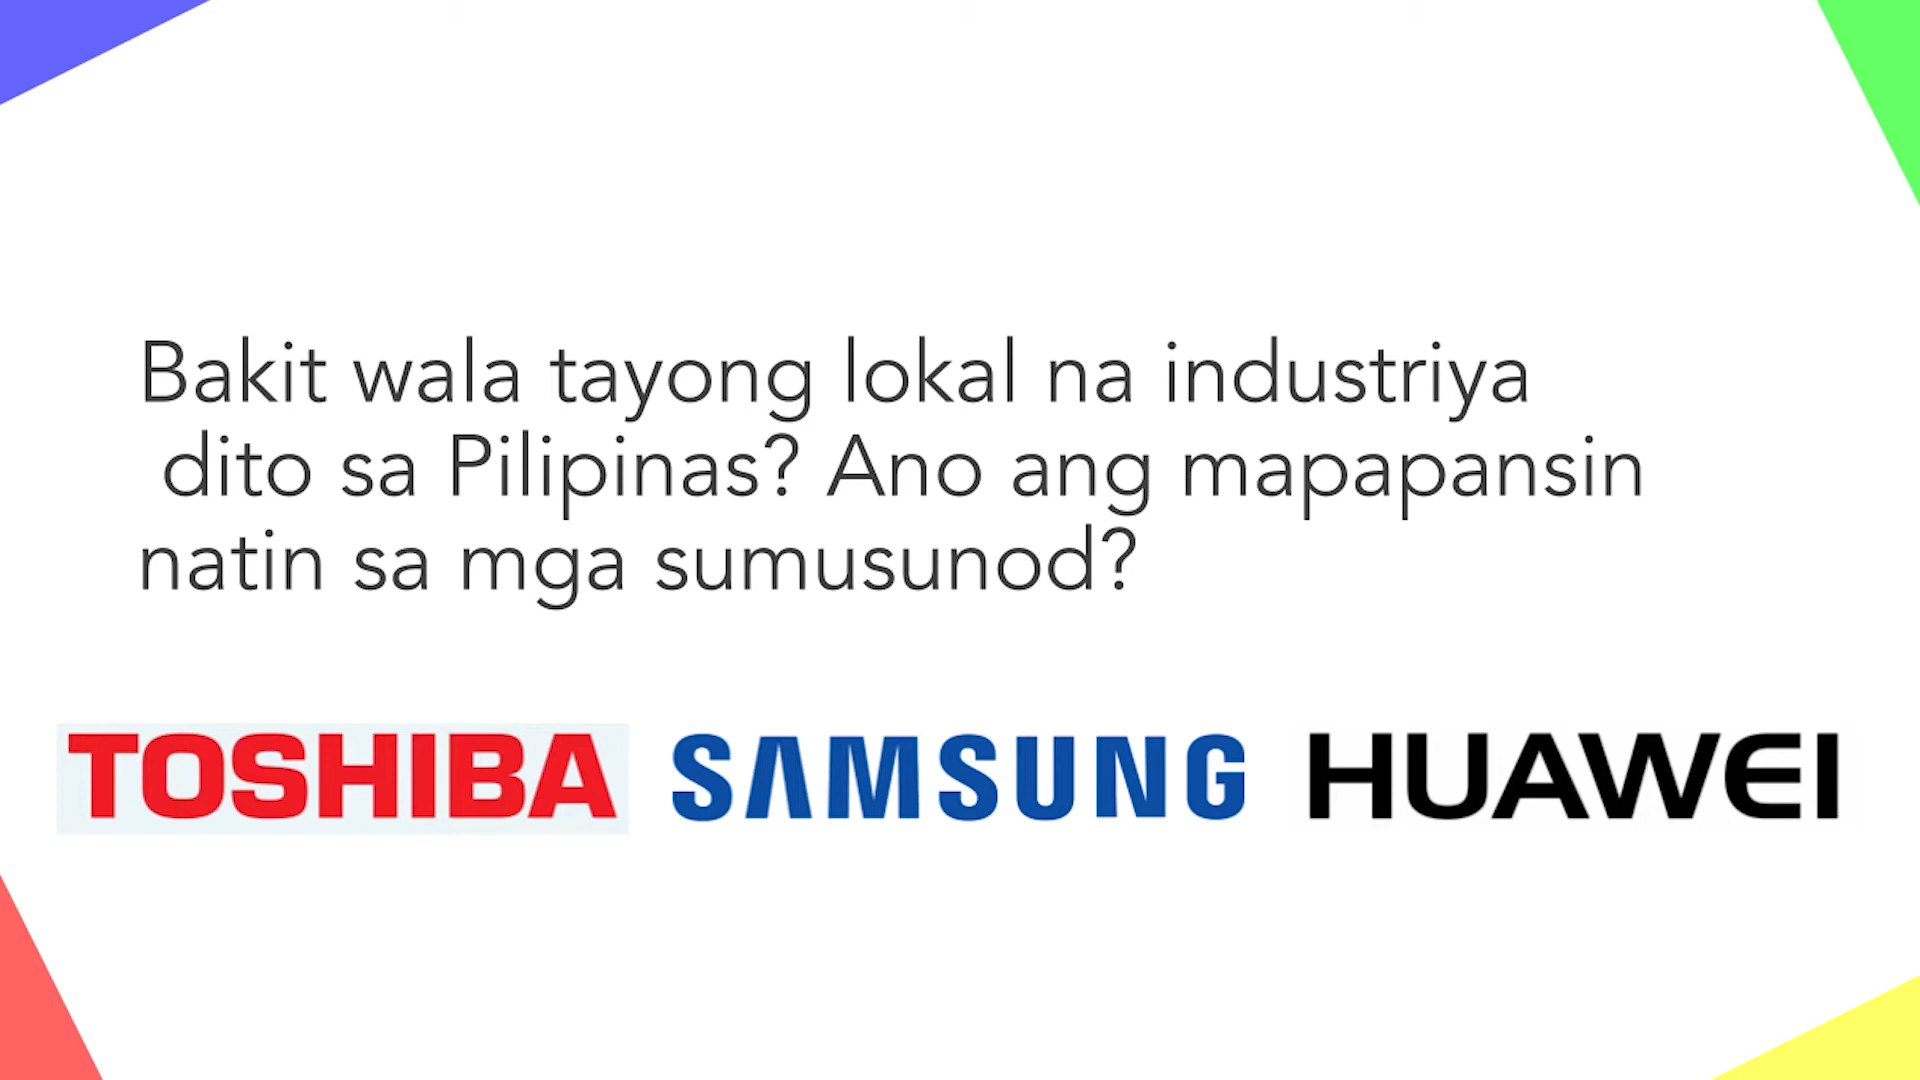 Bakit wala tayong lokal na industriya
dito sa Pilipinas? Ano ang mapapansin
natin sa mga sumusunod?
TOSHIBA SAMSUNG HUAWEI